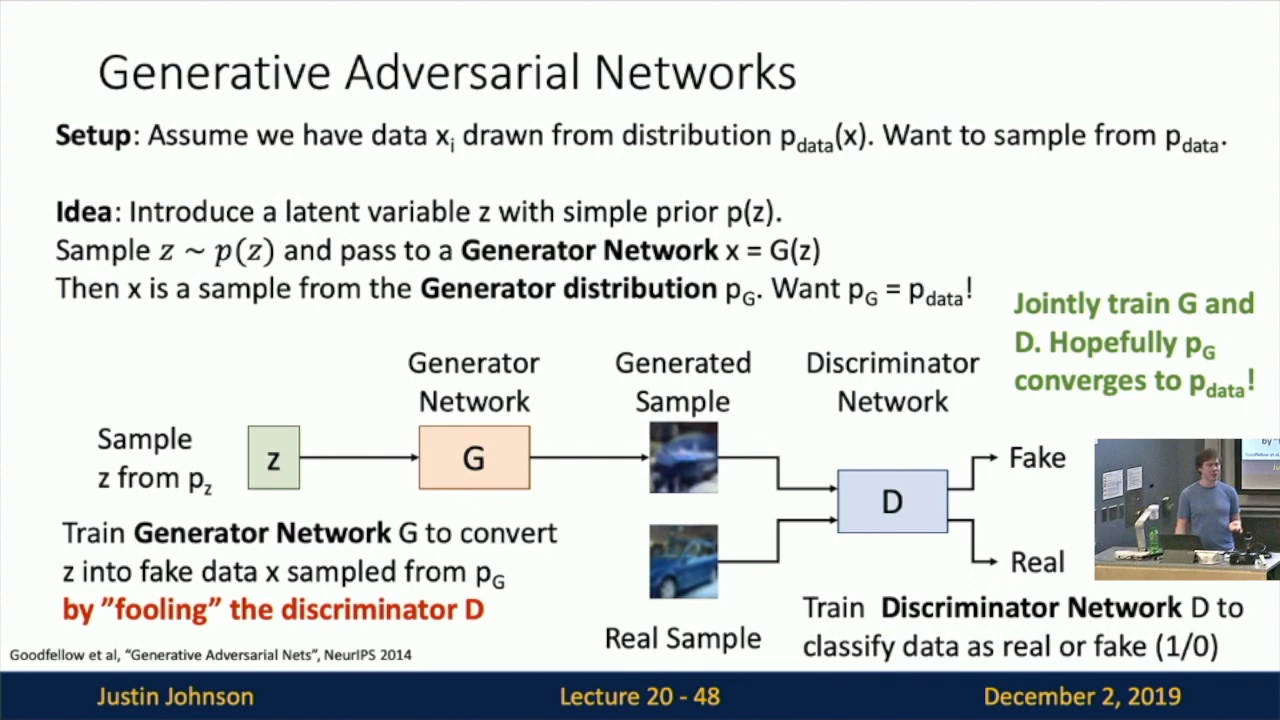 Generative Adversarial Networks
Setup: Assume we have data xᵢ drawn from distribution p_data(x). Want to sample from p_data.
Idea: Introduce a latent variable z with simple prior p(z).
Sample z ~ p(z) and pass to a Generator Network x = G(z)
Then x is a sample from the Generator distribution p_G. Want p_G = p_data!
Jointly train G and
D. Hopefully p_G
converges to p_data!
Generator
Network
Generated
Sample
Discriminator
Network
Sample
z from p_z
z
G
D
Fake
Real
Train Generator Network G to convert
z into fake data x sampled from p_G
by ”fooling” the discriminator D
Real Sample
Train Discriminator Network D to
classify data as real or fake (1/0)
Goodfellow et al, “Generative Adversarial Nets”, NeurIPS 2014
Justin Johnson
Lecture 20 - 48
December 2, 2019